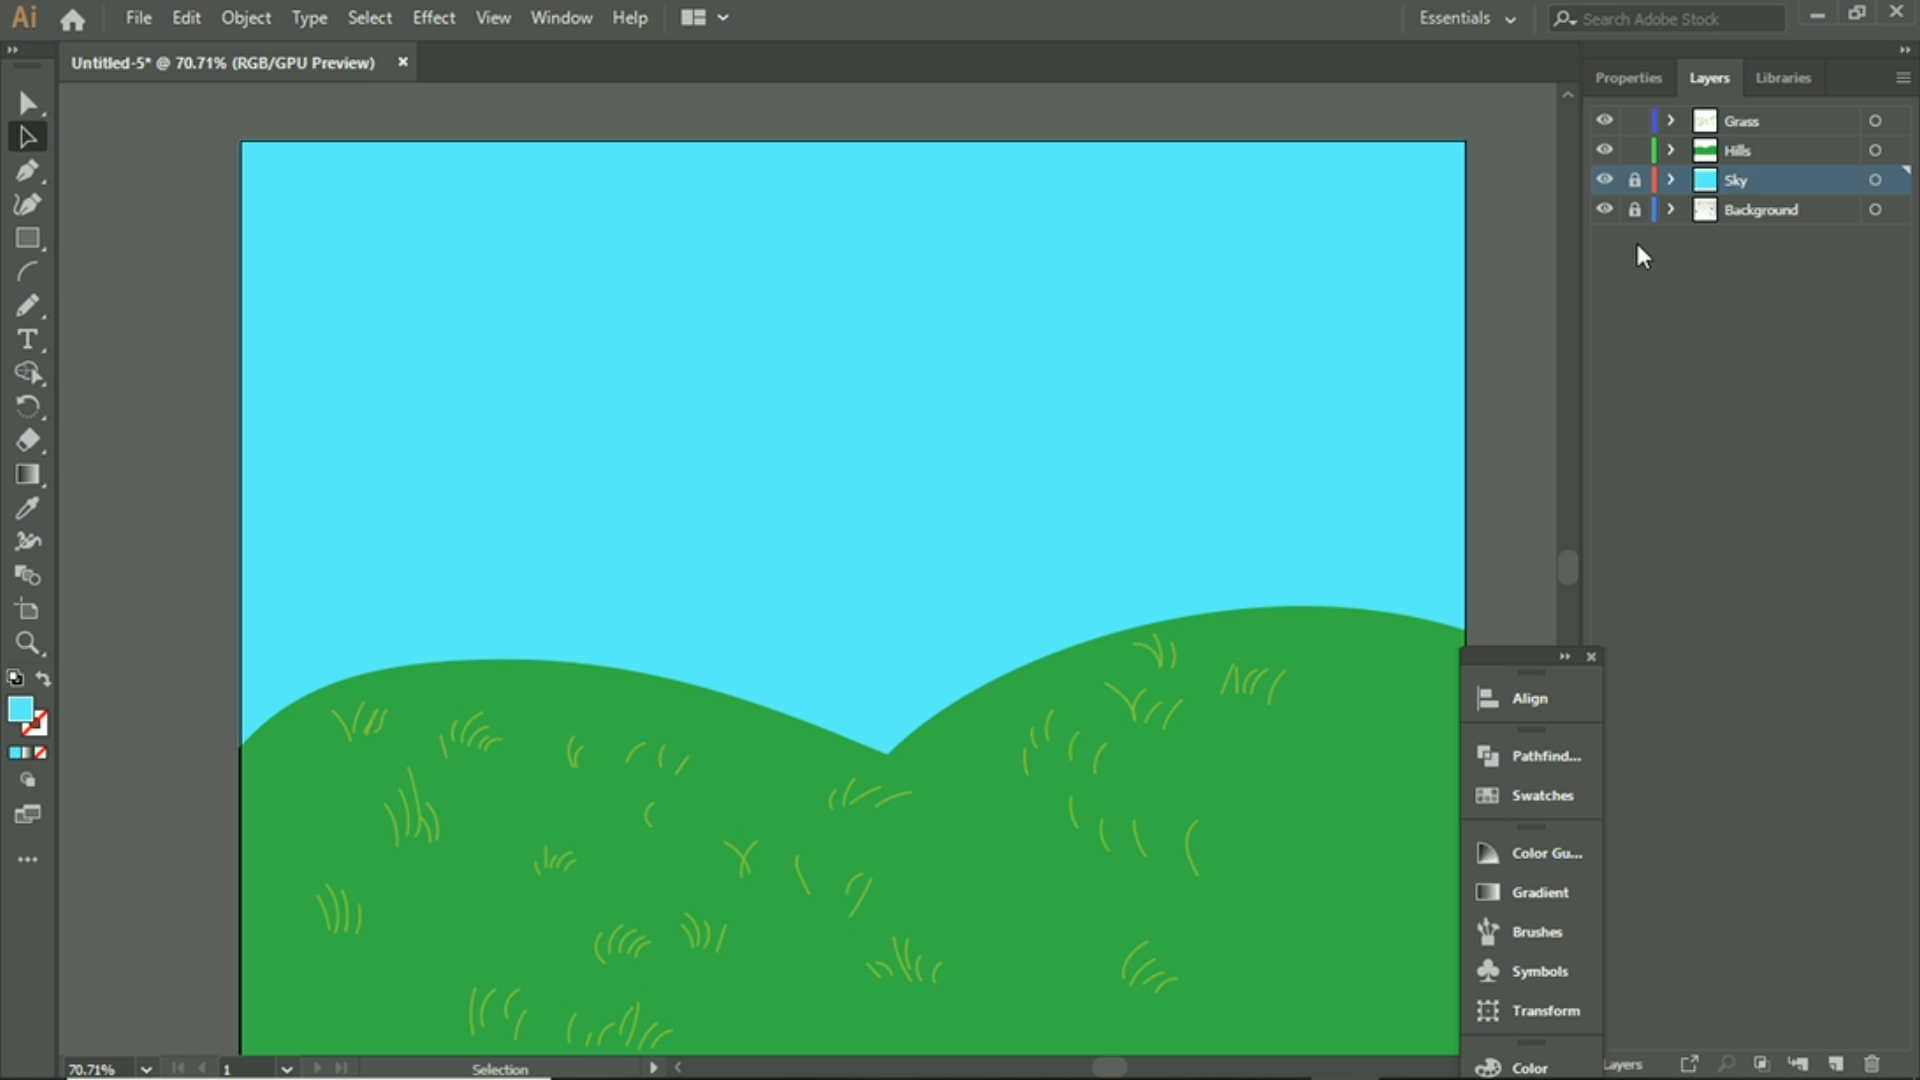 Ai File Edit Object Type Select Effect View Window Help Essentials Search Adobe Stock
Untitled-5* @ 70.71% (RGB/GPU Preview)
Properties Layers Libraries
Grass
Hills
Sky
Background
Align
Pathfind...
Swatches
Color Gu...
Gradient
Brushes
Symbols
Transform
Color
70.71% 1 Selection